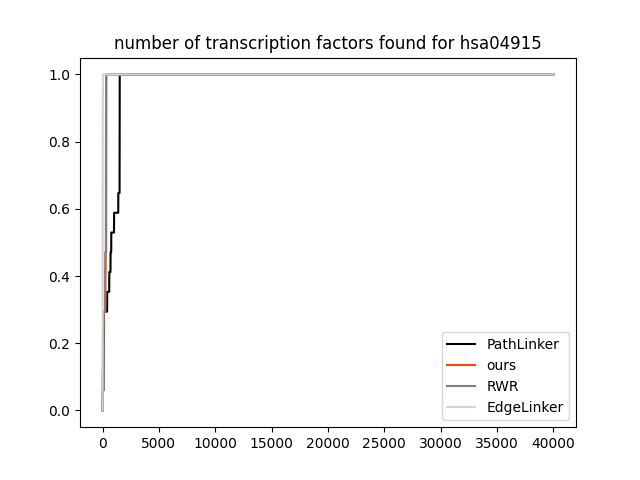 number of transcription factors found for hsa04915
1.0
0.8
0.6
0.4
0.2
0.0
PathLinker
ours
RWR
EdgeLinker
0 5000 10000 15000 20000 25000 30000 35000 40000